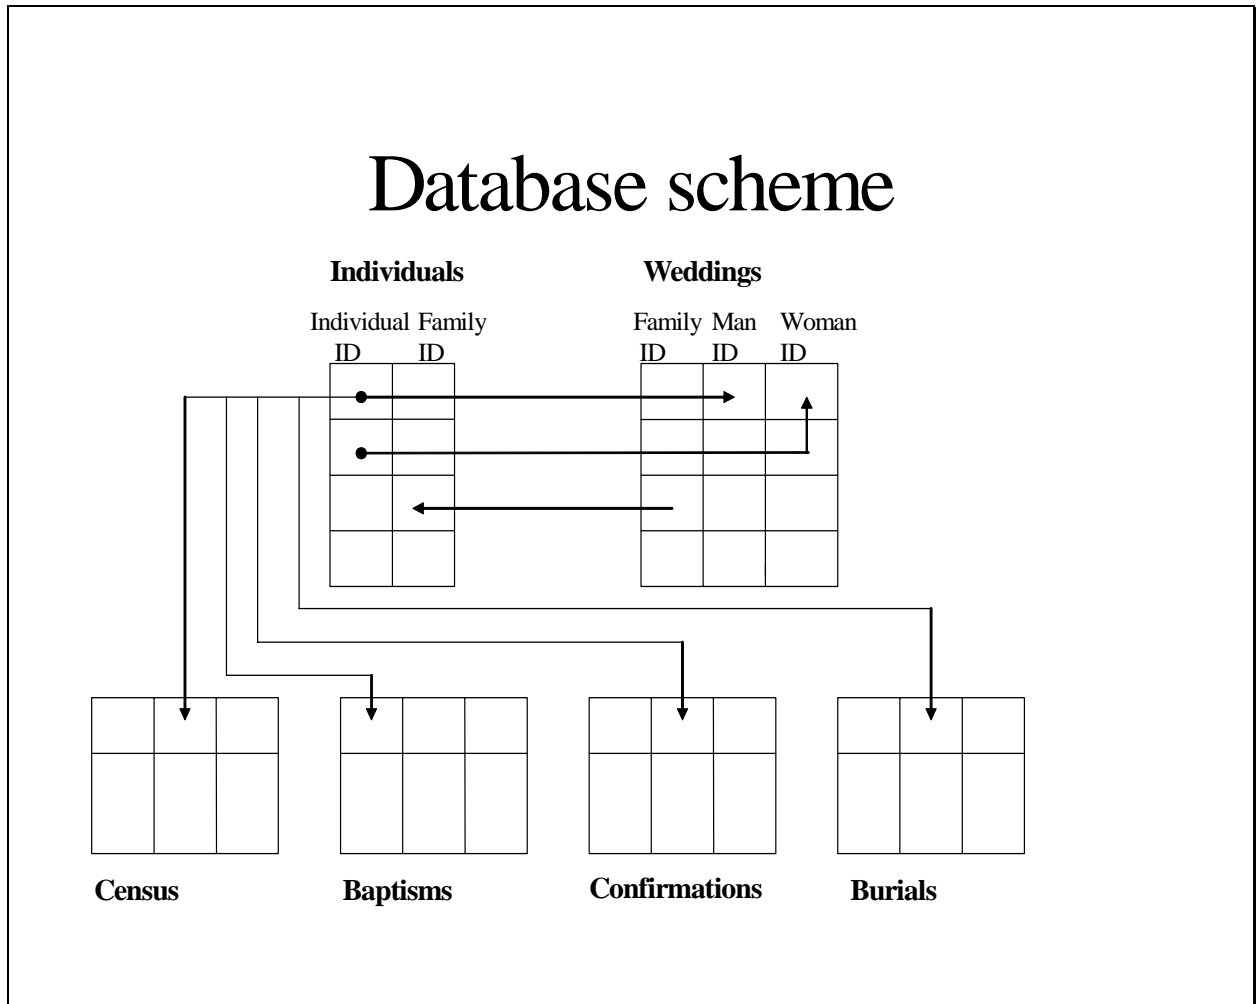 Database scheme
Individuals Weddings
Individual Family Family Man Woman
ID ID ID ID ID
Census Baptisms Confirmations Burials